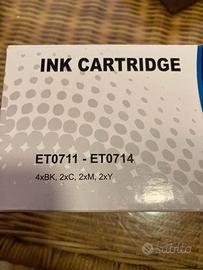 INK CARTRIDGE
ET0711 - ET0714
4xBK, 2xC, 2xM, 2xY
subito